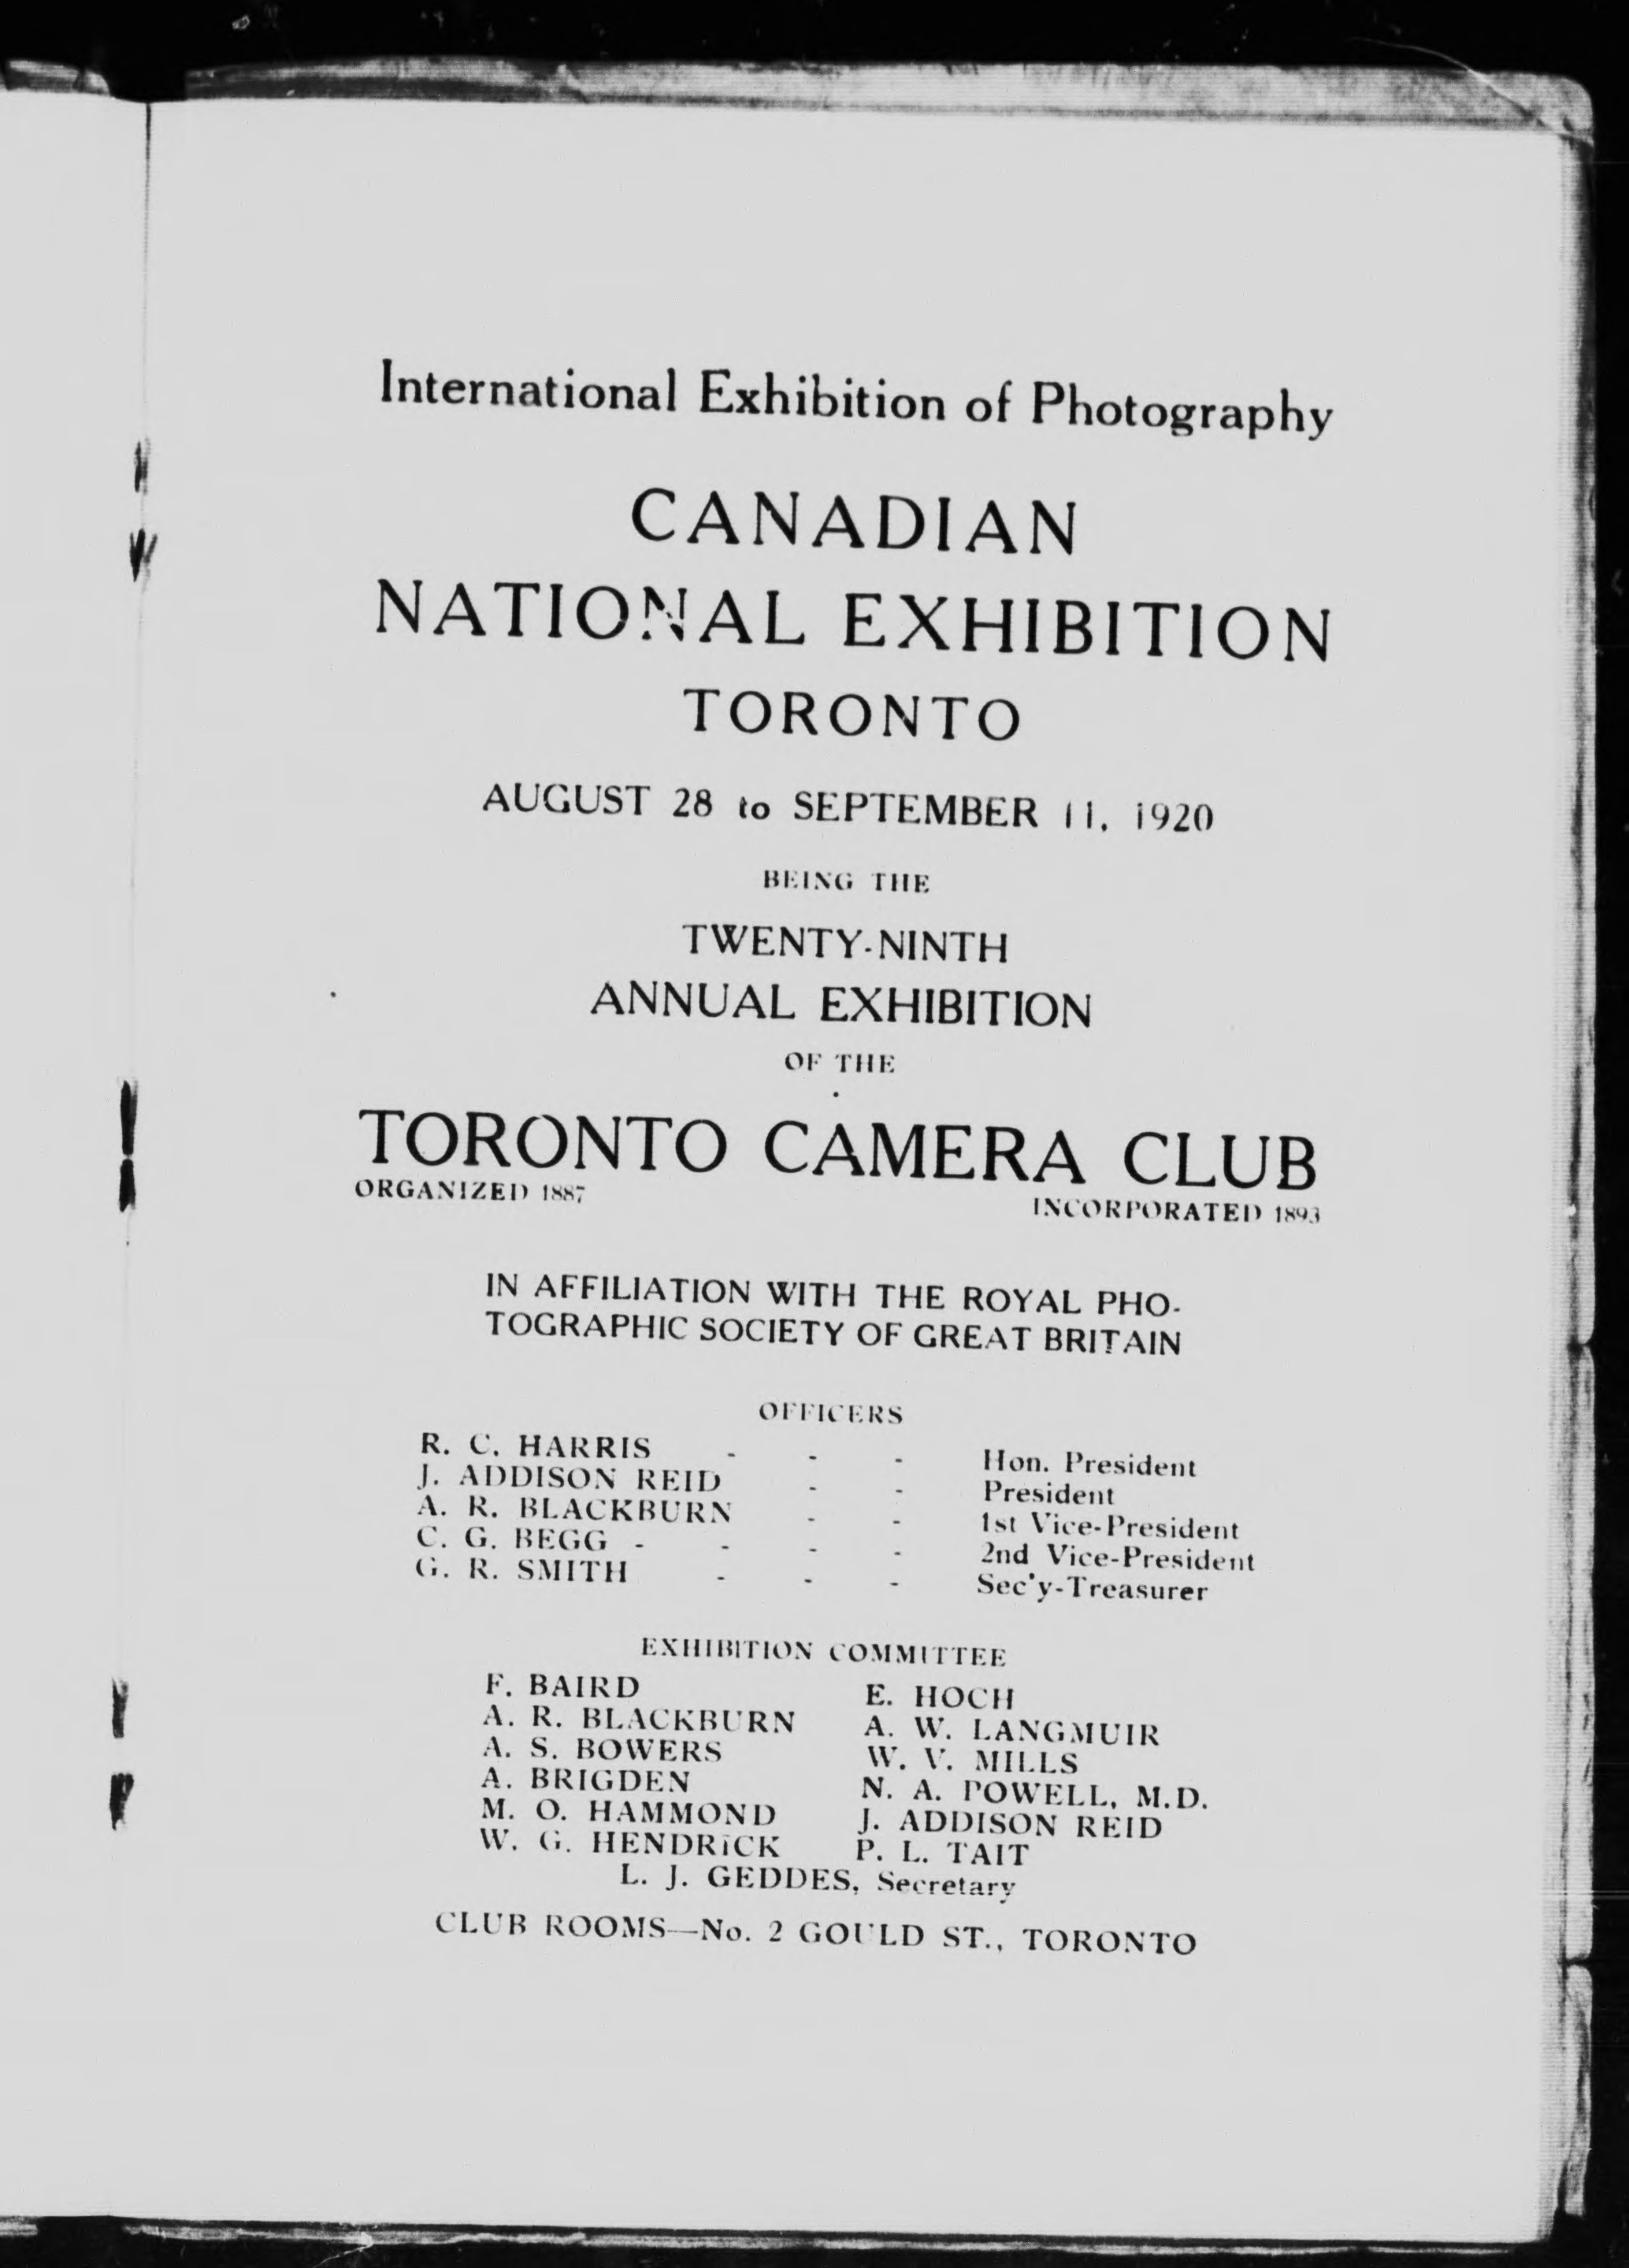 International Exhibition of Photography
CANADIAN
NATIONAL EXHIBITION
TORONTO
AUGUST 28 to SEPTEMBER 11, 1920
BEING THE
TWENTY-NINTH
ANNUAL EXHIBITION
OF THE
TORONTO CAMERA CLUB
ORGANIZED 1887 INCORPORATED 1893
IN AFFILIATION WITH THE ROYAL PHO-
TOGRAPHIC SOCIETY OF GREAT BRITAIN
OFFICERS
R. C. HARRIS - - - Hon. President
J. ADDISON REID - - President
A. R. BLACKBURN - - 1st Vice-President
C. G. BEGG - - - - 2nd Vice-President
G. R. SMITH - - - Sec'y-Treasurer
EXHIBITION COMMITTEE
F. BAIRD E. HOCH
A. R. BLACKBURN A. W. LANGMUIR
A. S. BOWERS W. V. MILLS
A. BRIGDEN N. A. POWELL, M.D.
M. O. HAMMOND J. ADDISON REID
W. G. HENDRICK P. L. TAIT
L. J. GEDDES, Secretary
CLUB ROOMS—No. 2 GOULD ST., TORONTO